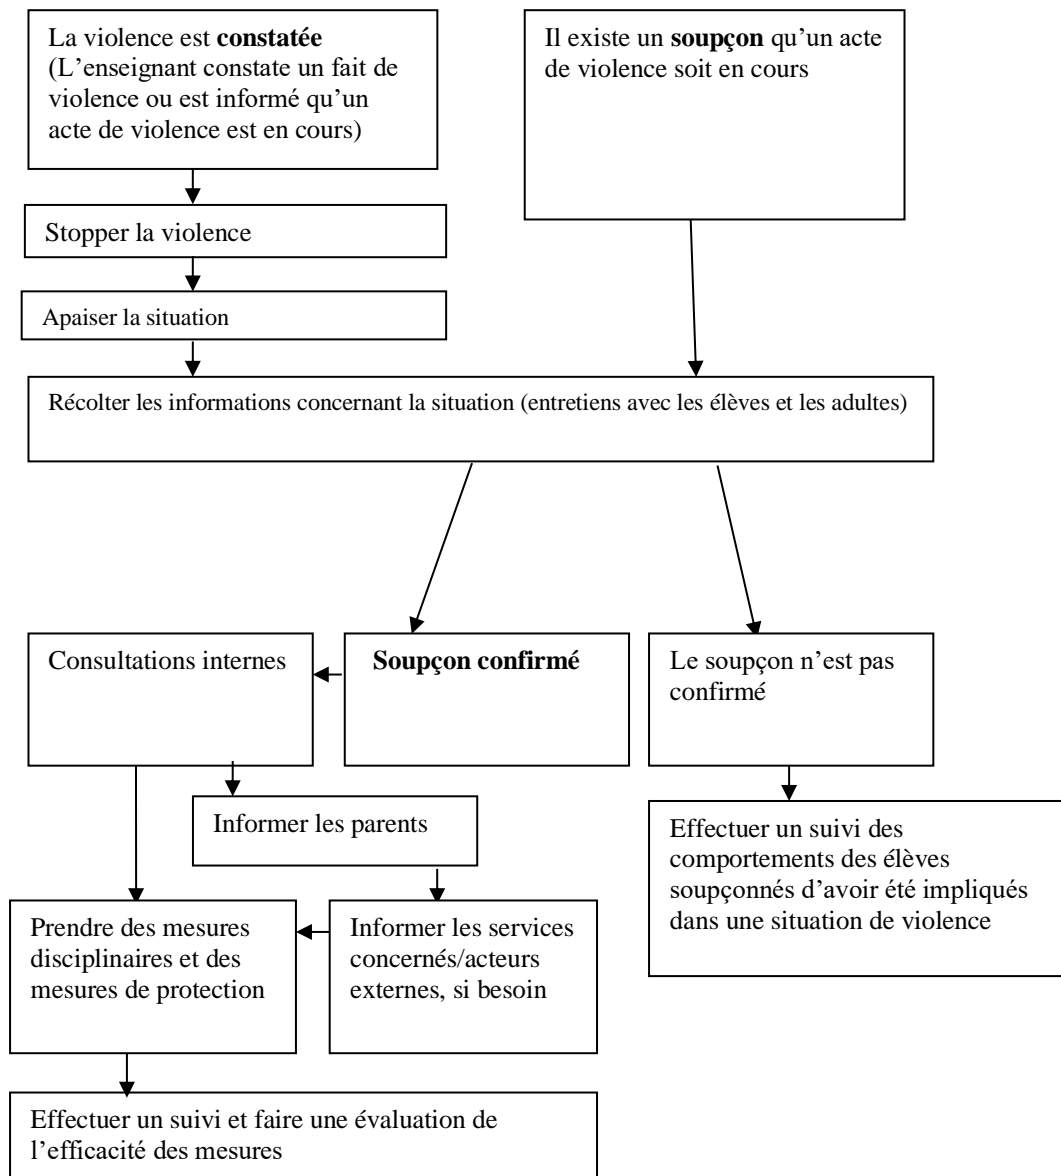 La violence est constatée
(L’enseignant constate un fait de
violence ou est informé qu’un
acte de violence est en cours)
Il existe un soupçon qu’un acte
de violence soit en cours
Stopper la violence
Apaiser la situation
Récolter les informations concernant la situation (entretiens avec les élèves et les adultes)
Consultations internes
Soupçon confirmé
Le soupçon n’est pas
confirmé
Informer les parents
Effectuer un suivi des
comportements des élèves
soupçonnés d’avoir été impliqués
dans une situation de violence
Prendre des mesures
disciplinaires et des
mesures de protection
Informer les services
concernés/acteurs
externes, si besoin
Effectuer un suivi et faire une évaluation de
l’efficacité des mesures